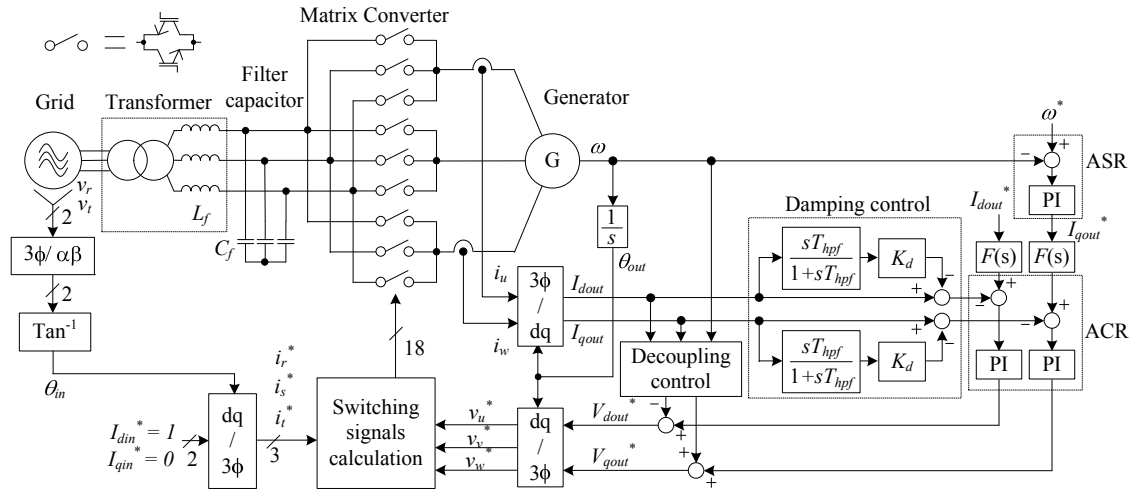 Matrix Converter
Filter
capacitor
Grid
Transformer
Generator
G
ω
ω*
ASR
PI
v_r
v_t
2
L_f
C_f
3ϕ/ αβ
2
Tan⁻¹
θ_in
1
s
θ_out
Damping control
I_dout*
I_qout*
F(s)
F(s)
sT_hpf
1+sT_hpf
K_d
sT_hpf
1+sT_hpf
K_d
ACR
PI
PI
i_u
i_w
3ϕ
/
dq
I_dout
I_qout
Decoupling
control
18
i_r*
i_s*
i_t*
3
I_din* = 1
I_qin* = 0
2
dq
/
3ϕ
Switching
signals
calculation
v_u*
v_v*
v_w*
dq
/
3ϕ
V_dout*
V_qout*
+
−
+
−
+
−
+
−
+
−
+
−
−
+
+
+